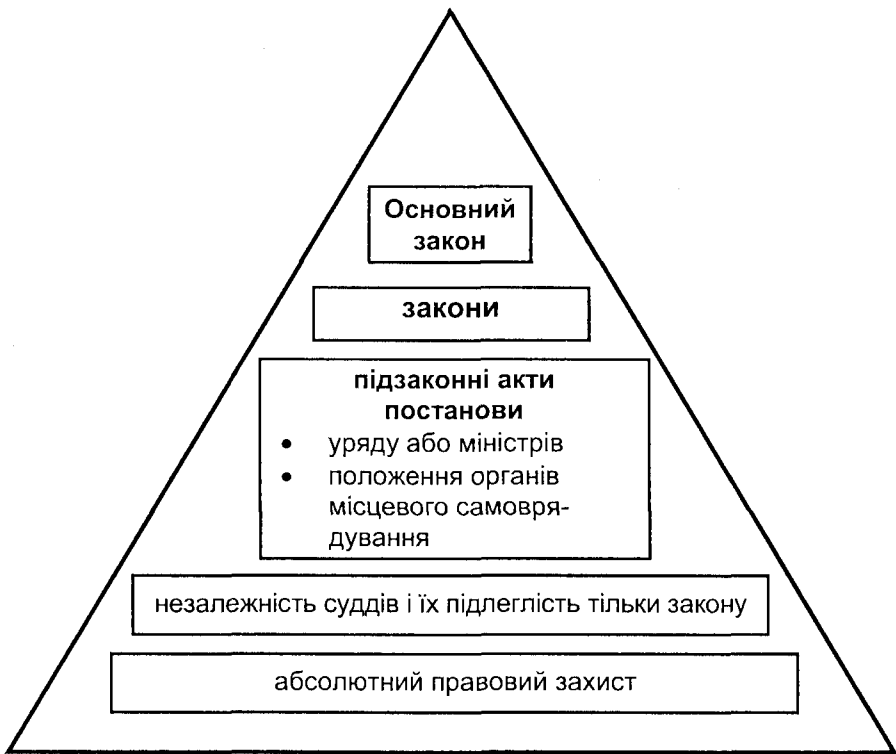 Основний
закон
закони
підзаконні акти
постанови
• уряду або міністрів
• положення органів
місцевого самовря-
дування
незалежність суддів і їх підлеглість тільки закону
абсолютний правовий захист